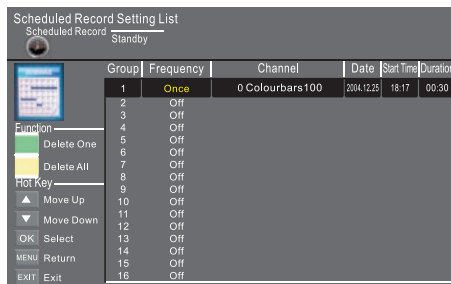 Scheduled Record Setting List
Scheduled Record Standby
Group Frequency Channel Date Start Time Duration
1 Once 0 Colourbars100 2004.12.25 18:17 00:30
2 Off
3 Off
4 Off
5 Off
6 Off
7 Off
8 Off
9 Off
10 Off
11 Off
12 Off
13 Off
14 Off
15 Off
16 Off
Function
Delete One
Delete All
Hot Key
Move Up
Move Down
OK Select
MENU Return
EXIT Exit